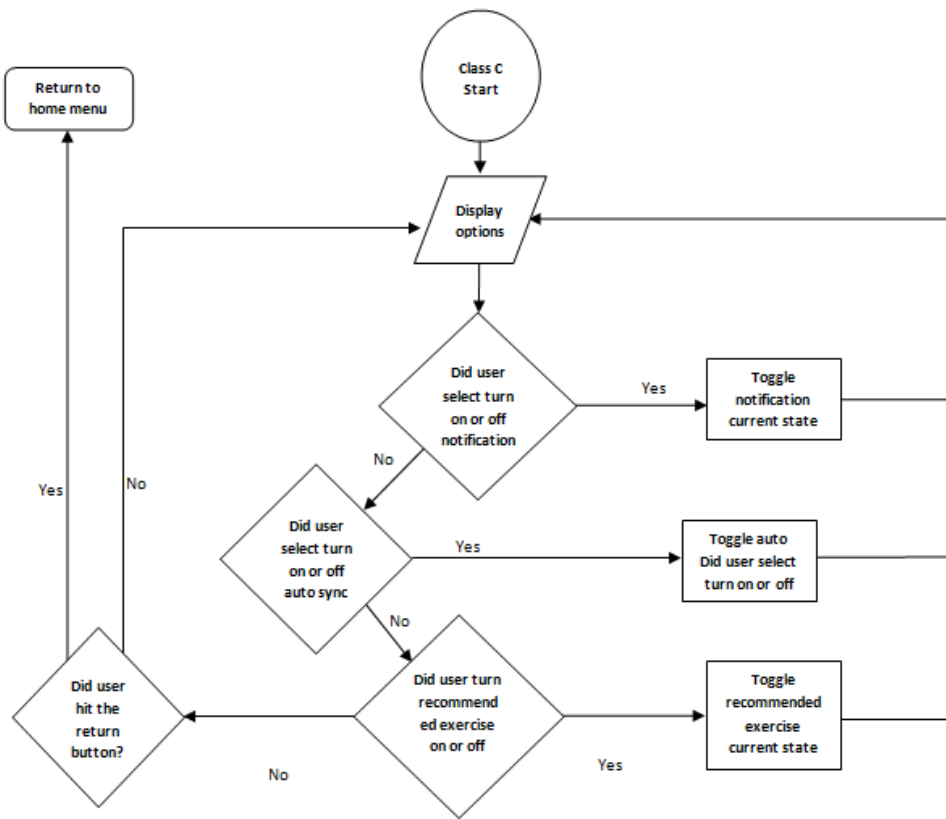 Class C
Start
Return to
home menu
Display
options
Did user
select turn
on or off
notification
Yes
Toggle
notification
current state
No
Yes
No
Did user
select turn
on or off
auto sync
Yes
Toggle auto
Did user select
turn on or off
No
Did user
hit the
return
button?
Did user turn
recommend
ed exercise
on or off
Toggle
recommended
exercise
current state
No
Yes